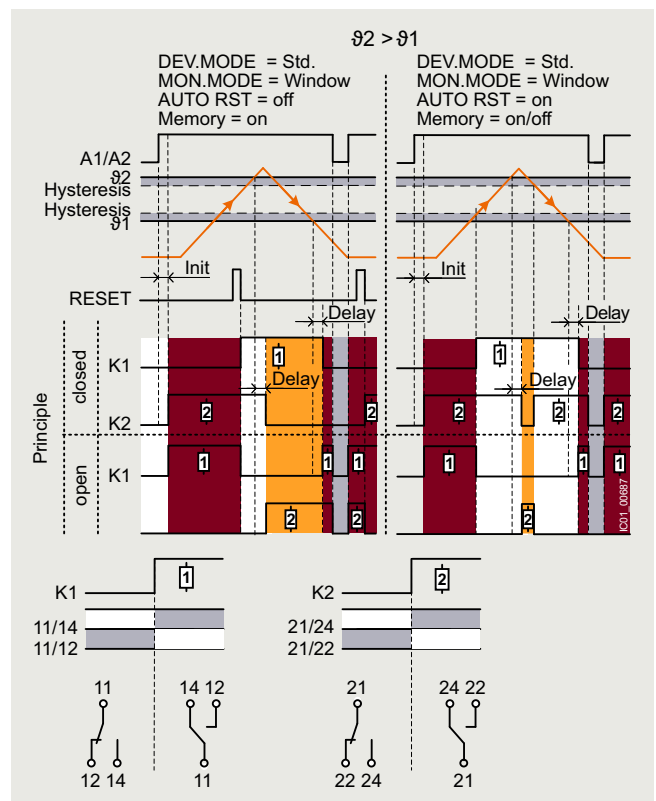 ϑ2 > ϑ1
DEV.MODE = Std.
MON.MODE = Window
AUTO RST = off
Memory = on
DEV.MODE = Std.
MON.MODE = Window
AUTO RST = on
Memory = on/off
A1/A2
ϑ2
Hysteresis
Hysteresis
ϑ1
Init
Init
RESET
Delay
Delay
Principle
closed
open
K1
1
1
Delay
Delay
K2
2
2
2
2
2
K1
1
1
1
1
1
1
2
2
2
IC01_00687
K1
1
11/14
11/12
K2
2
21/24
21/22
11
14 12
12 14
11
21
24 22
22 24
21